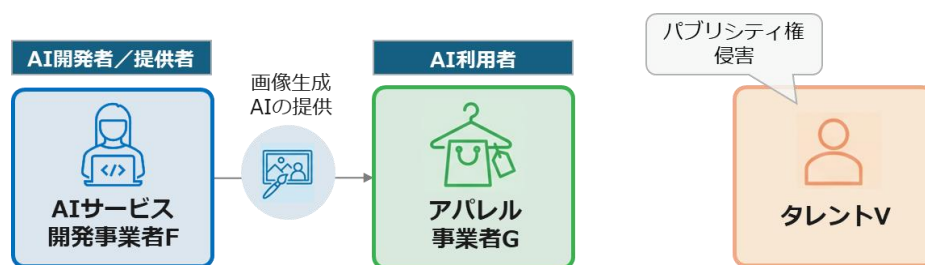 AI開発者／提供者
画像生成
AIの提供
AI利用者
パブリシティ権
侵害
</>
AIサービス
開発事業者F
アパレル
事業者G
タレントV